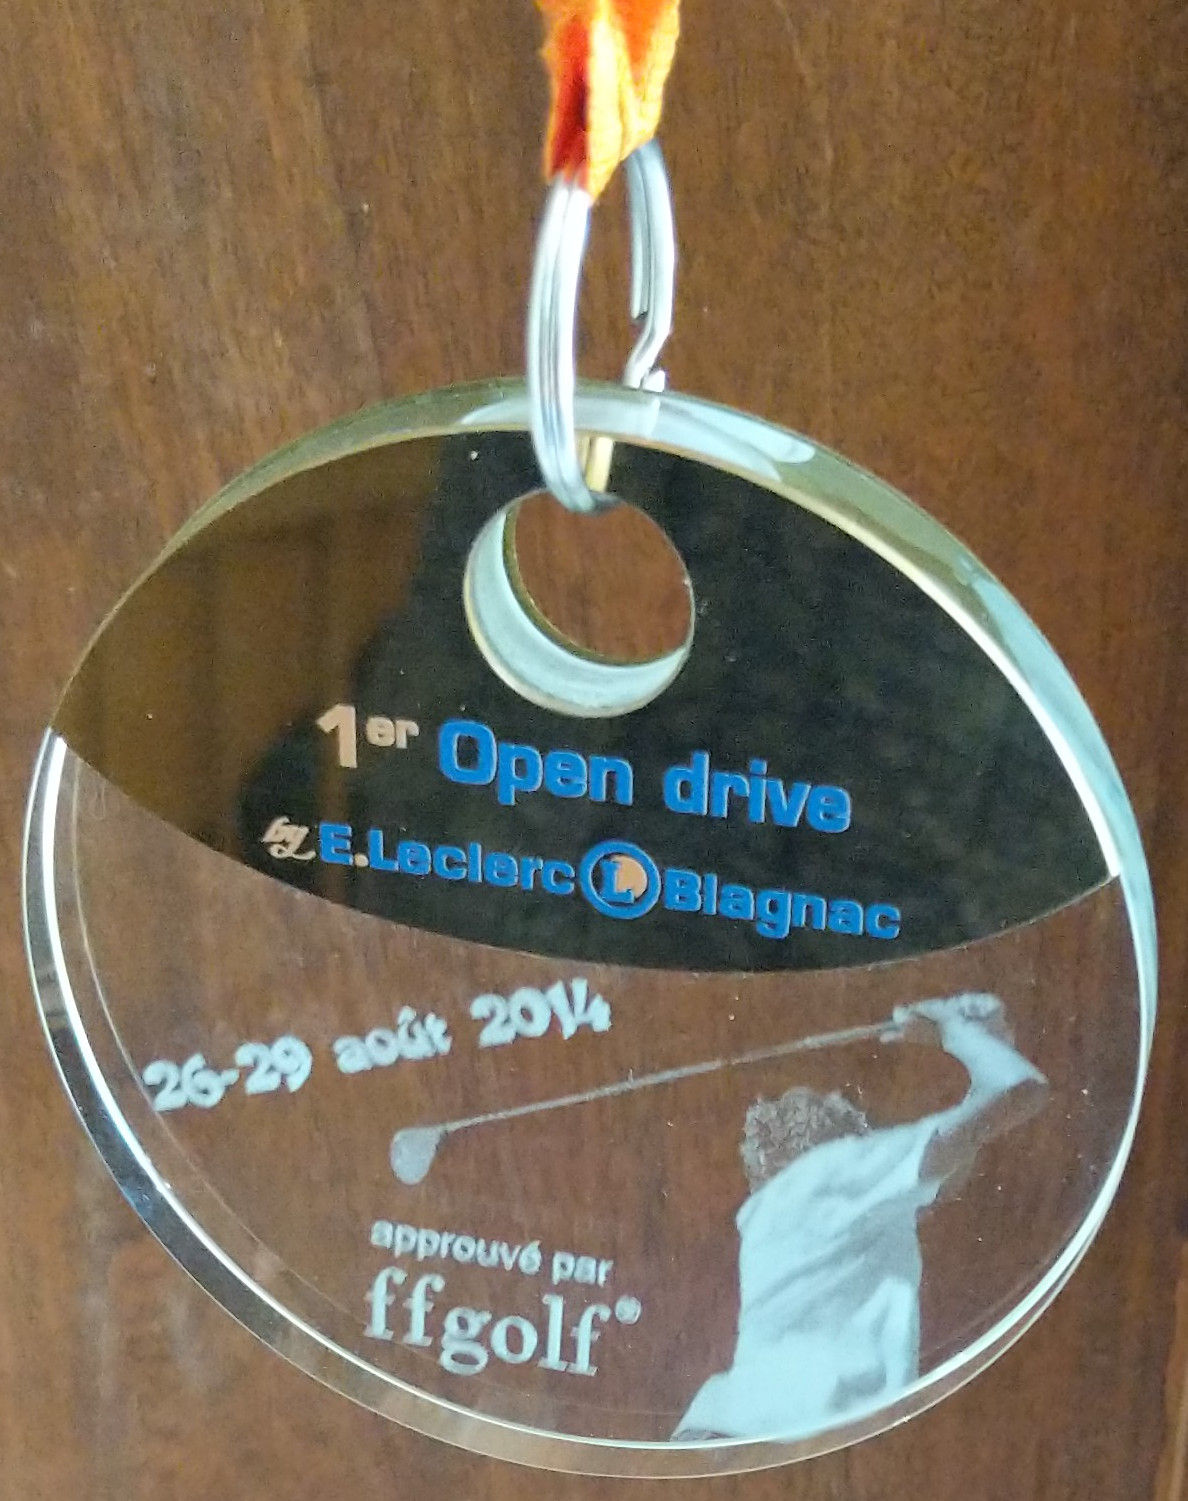 1er Open drive
by E.Leclerc L Blagnac
26-29 août 2014
approuvé par
ffgolf®